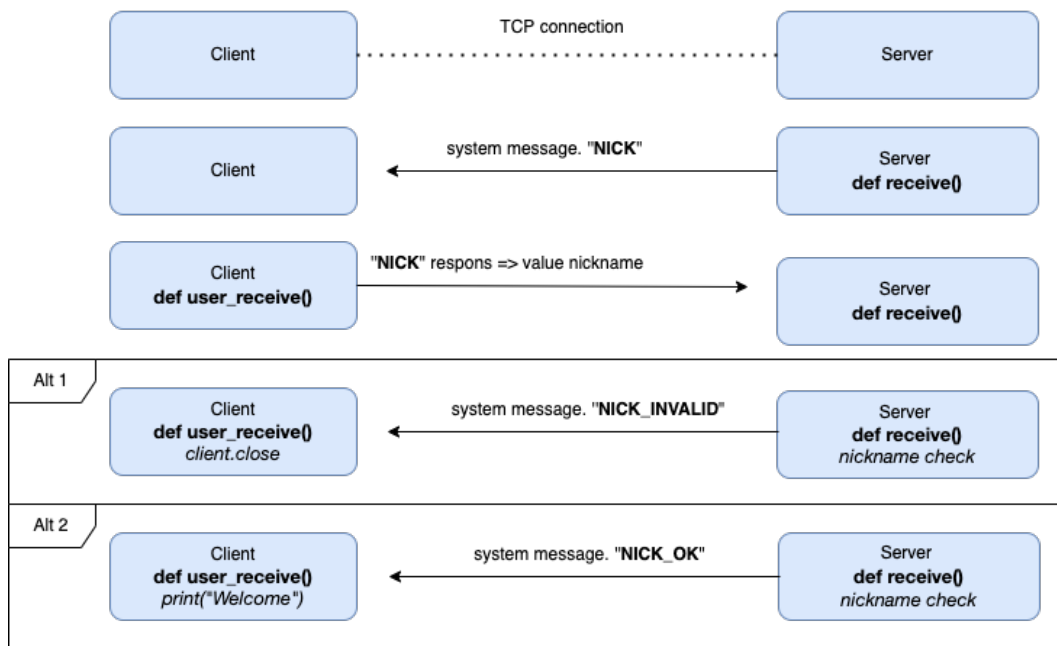 TCP connection
Client
Server
system message. "NICK"
Client
Server
def receive()
"NICK" respons => value nickname
Client
def user_receive()
Server
def receive()
Alt 1
Client
def user_receive()
client.close
system message. "NICK_INVALID"
Server
def receive()
nickname check
Alt 2
Client
def user_receive()
print("Welcome")
system message. "NICK_OK"
Server
def receive()
nickname check